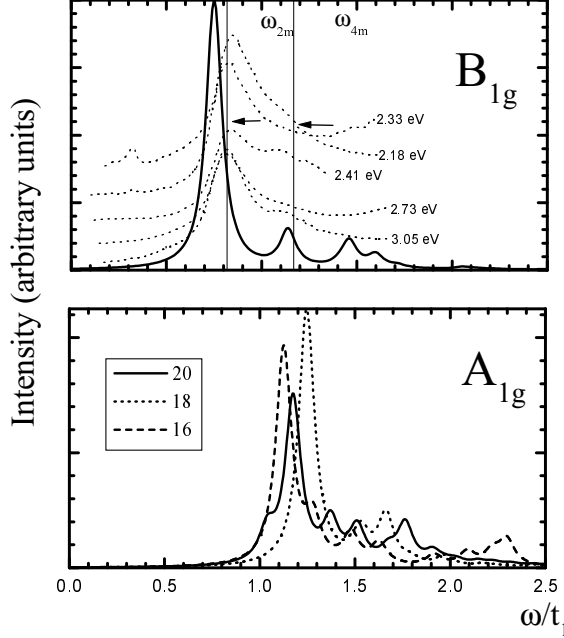 ω2m ω4m
B1g
2.33 eV
2.18 eV
2.41 eV
2.73 eV
3.05 eV
Intensity (arbitrary units)
A1g
20
18
16
0.0 0.5 1.0 1.5 2.0 2.5